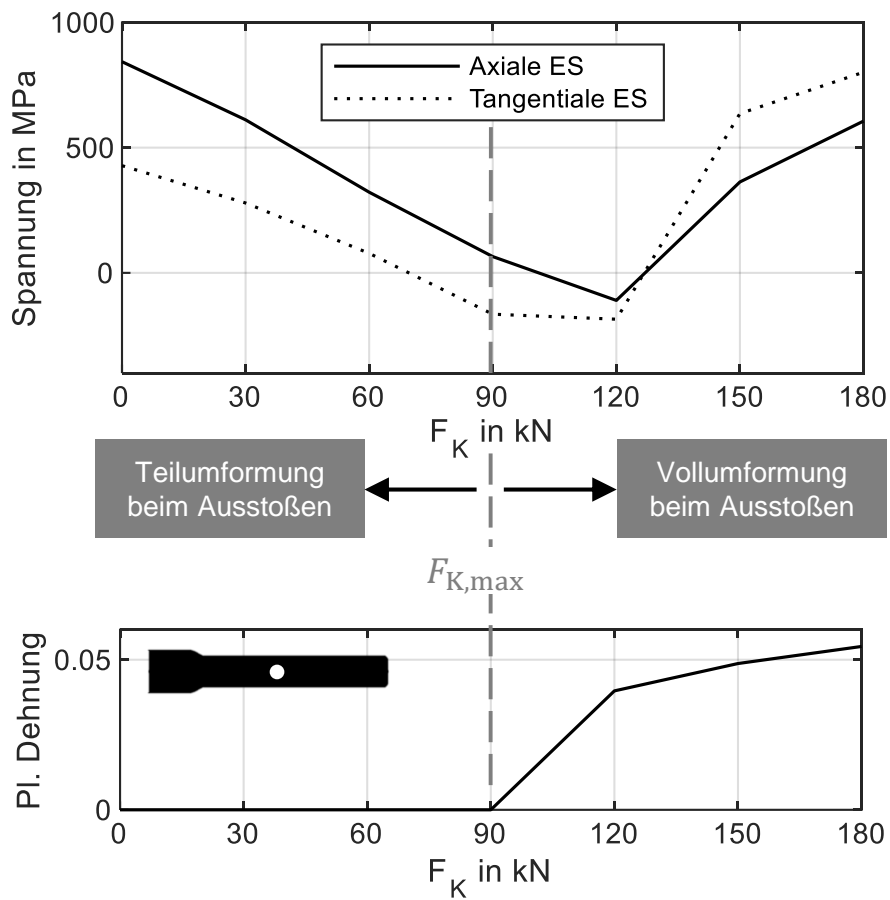 1000
500
0
Spannung in MPa
Axiale ES
Tangentiale ES
0 30 60 90 120 150 180
F_K in kN
Teilumformung
beim Ausstoßen
Vollumformung
beim Ausstoßen
F_K,max
0.05
0
Pl. Dehnung
0 30 60 90 120 150 180
F_K in kN